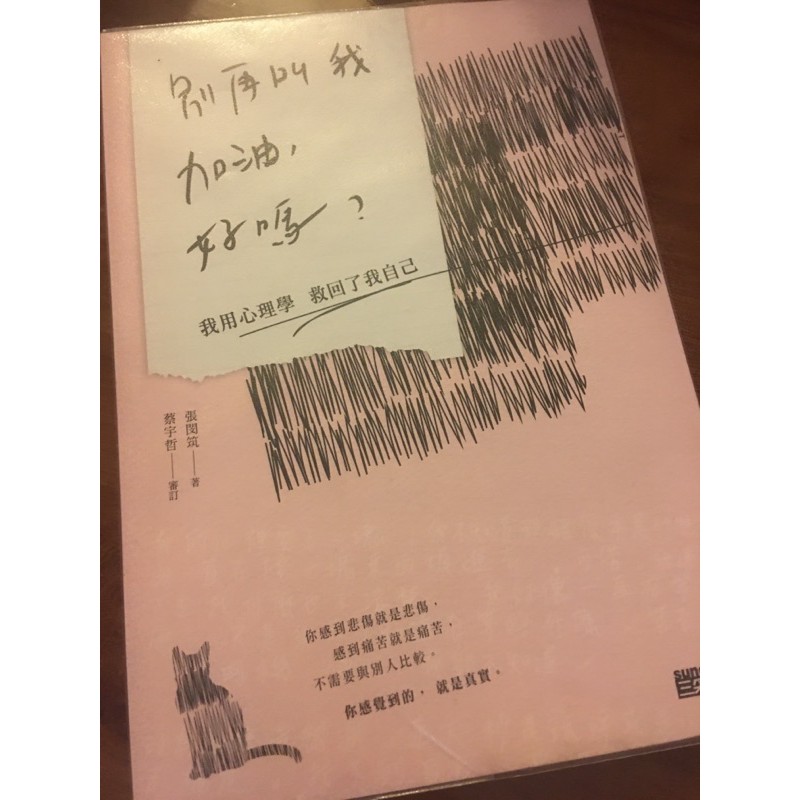 別再叫我
加油，
好嗎？
我用心理學 救回了我自己
張閔筑——著
蔡宇哲——審訂
你感到悲傷就是悲傷，
感到痛苦就是痛苦，
不需要與別人比較。
你感覺到的，就是真實。